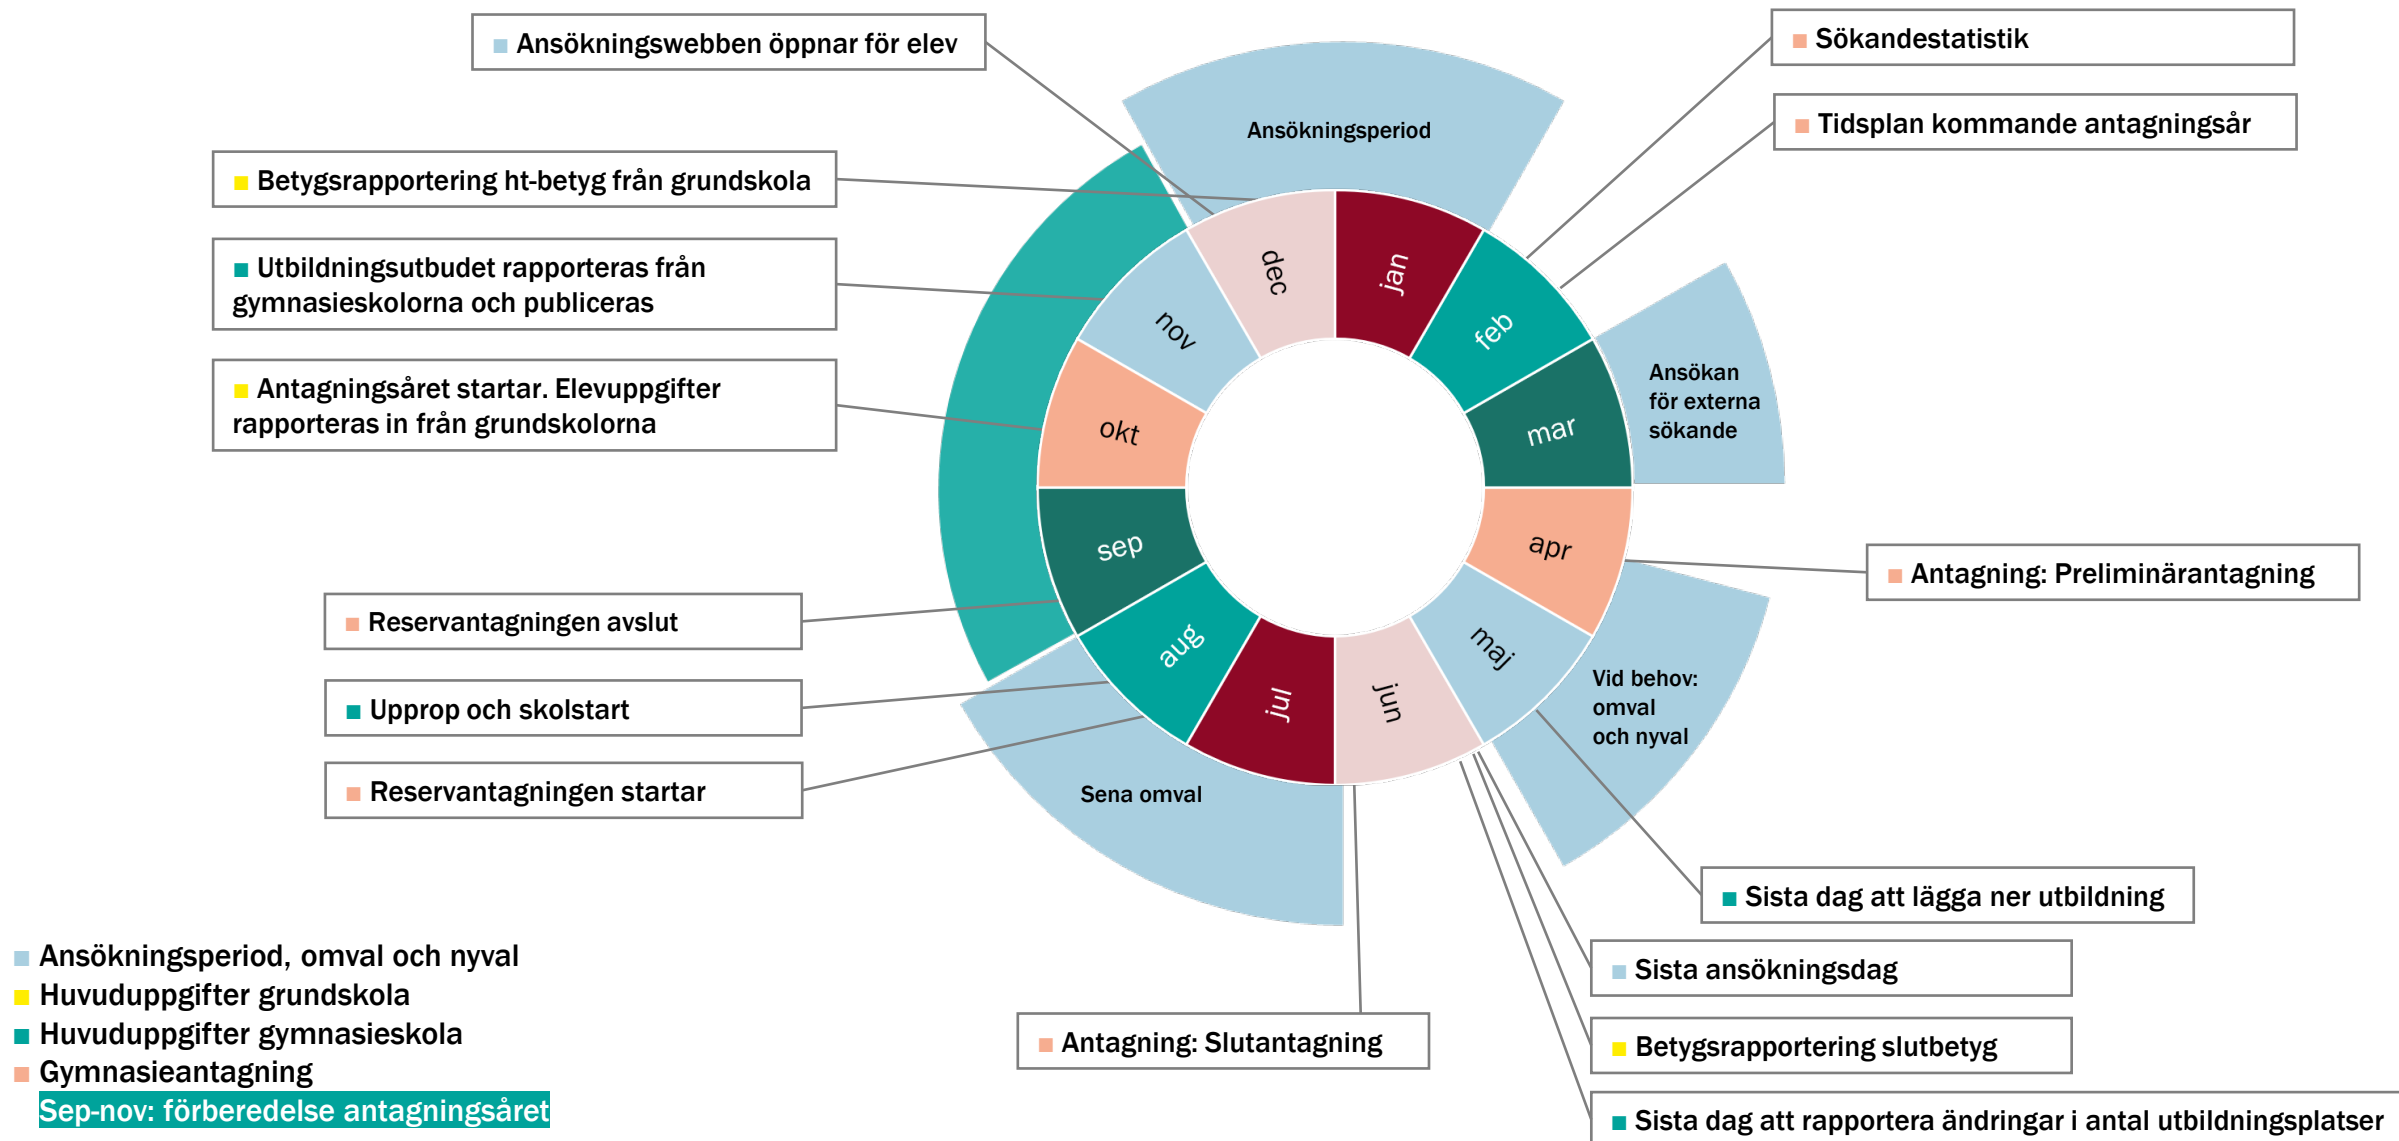 Ansökningswebben öppnar för elev
Sökandestatistik
Tidsplan kommande antagningsår
Ansökningsperiod
Betygsrapportering ht-betyg från grundskola
Utbildningsutbudet rapporteras från
gymnasieskolorna och publiceras
Antagningsåret startar. Elevuppgifter
rapporteras in från grundskolorna
jan
feb
mar
apr
maj
jun
jul
aug
sep
okt
nov
dec
Ansökan
för externa
sökande
Antagning: Preliminärantagning
Vid behov:
omval
och nyval
Reservantagningen avslut
Upprop och skolstart
Reservantagningen startar
Sena omval
Sista dag att lägga ner utbildning
Sista ansökningsdag
Betygsrapportering slutbetyg
Sista dag att rapportera ändringar i antal utbildningsplatser
Antagning: Slutantagning
Ansökningsperiod, omval och nyval
Huvuduppgifter grundskola
Huvuduppgifter gymnasieskola
Gymnasieantagning
Sep-nov: förberedelse antagningsåret